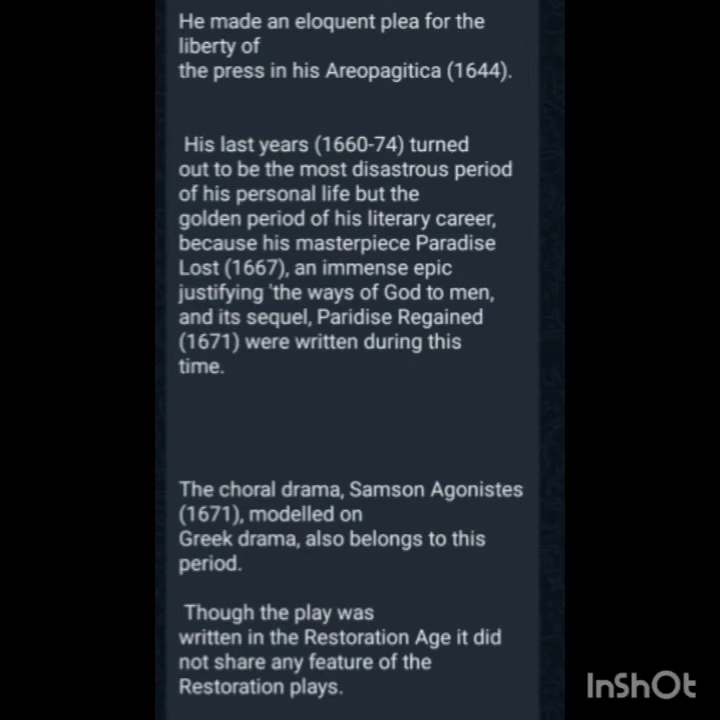 He made an eloquent plea for the
liberty of
the press in his Areopagitica (1644).
His last years (1660-74) turned
out to be the most disastrous period
of his personal life but the
golden period of his literary career,
because his masterpiece Paradise
Lost (1667), an immense epic
justifying 'the ways of God to men,
and its sequel, Paridise Regained
(1671) were written during this
time.
The choral drama, Samson Agonistes
(1671), modelled on
Greek drama, also belongs to this
period.
Though the play was
written in the Restoration Age it did
not share any feature of the
Restoration plays.
InShOt